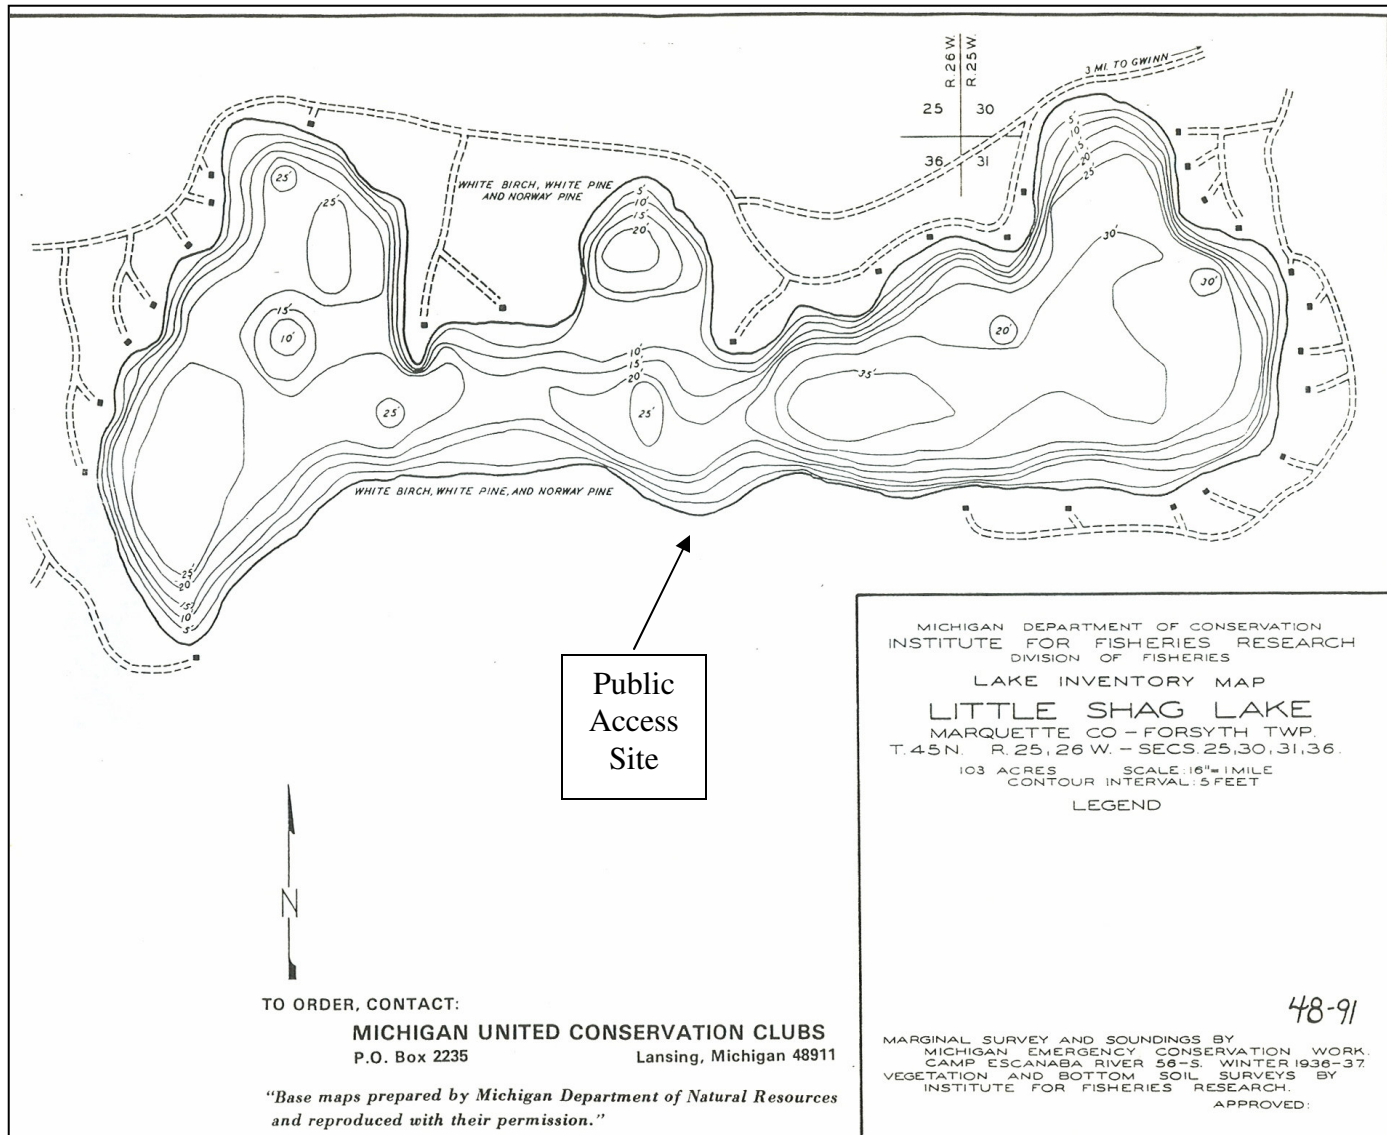 R.26W.
R.25W.
3 MI. TO GWINN
25
30
36
31
5'
10'
15'
20'
25'
25'
25'
WHITE BIRCH, WHITE PINE
AND NORWAY PINE
5'
10'
15'
20'
30'
30'
15'
10'
20'
10'
15'
20'
35'
25'
25'
WHITE BIRCH, WHITE PINE, AND NORWAY PINE
25'
20'
15'
10'
5'
Public
Access
Site
MICHIGAN DEPARTMENT OF CONSERVATION
INSTITUTE FOR FISHERIES RESEARCH
DIVISION OF FISHERIES
LAKE INVENTORY MAP
LITTLE SHAG LAKE
MARQUETTE CO – FORSYTH TWP.
T.45N. R.25,26 W. – SECS.25,30,31,36.
103 ACRES SCALE:16"=1MILE
CONTOUR INTERVAL:5 FEET
LEGEND
N
TO ORDER, CONTACT:
MICHIGAN UNITED CONSERVATION CLUBS
P.O. Box 2235 Lansing, Michigan 48911
"Base maps prepared by Michigan Department of Natural Resources
and reproduced with their permission."
48-91
MARGINAL SURVEY AND SOUNDINGS BY
MICHIGAN EMERGENCY CONSERVATION WORK.
CAMP ESCANABA RIVER 56-S. WINTER 1936-37.
VEGETATION AND BOTTOM SOIL SURVEYS BY
INSTITUTE FOR FISHERIES RESEARCH.
APPROVED: